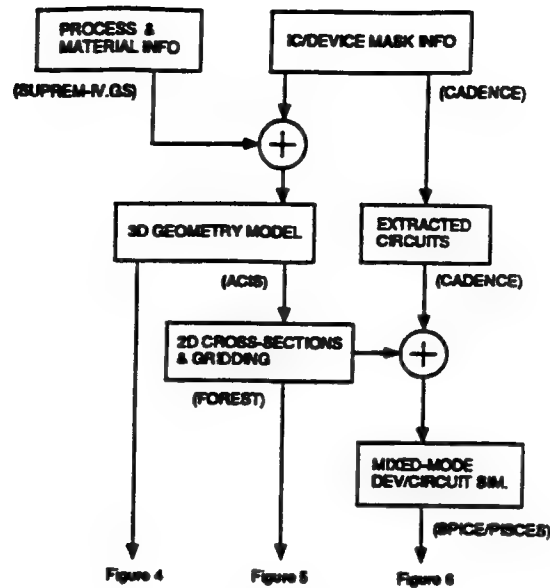 PROCESS &
MATERIAL INFO
IC/DEVICE MASK INFO
(SUPREM-IV.GS)
(CADENCE)
3D GEOMETRY MODEL
EXTRACTED
CIRCUITS
(ACIS)
(CADENCE)
2D CROSS-SECTIONS
& GRIDDING
(FOREST)
MIXED-MODE
DEV/CIRCUIT SIM.
(SPICE/PISCES)
Figure 4
Figure 5
Figure 6